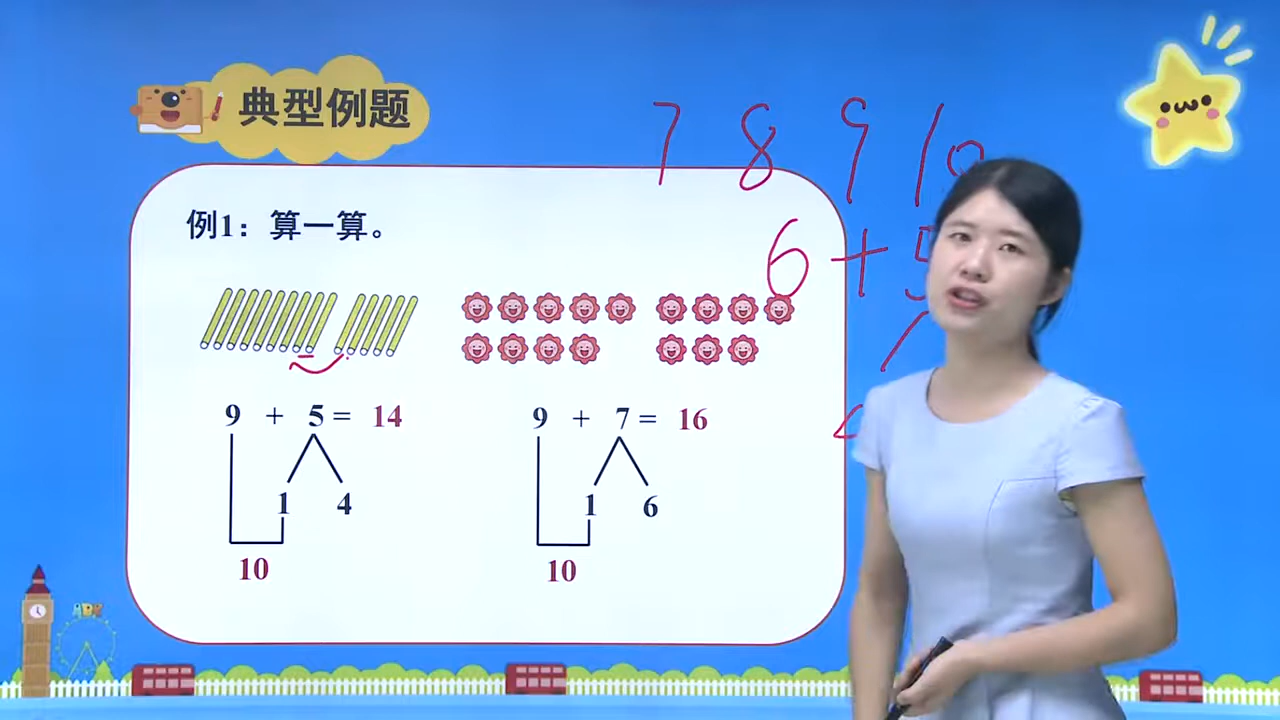 典型例题
7 8 9 10
例1：算一算。
6 +
9 + 5 = 14
9 + 7 = 16
1 4
1 6
10
10